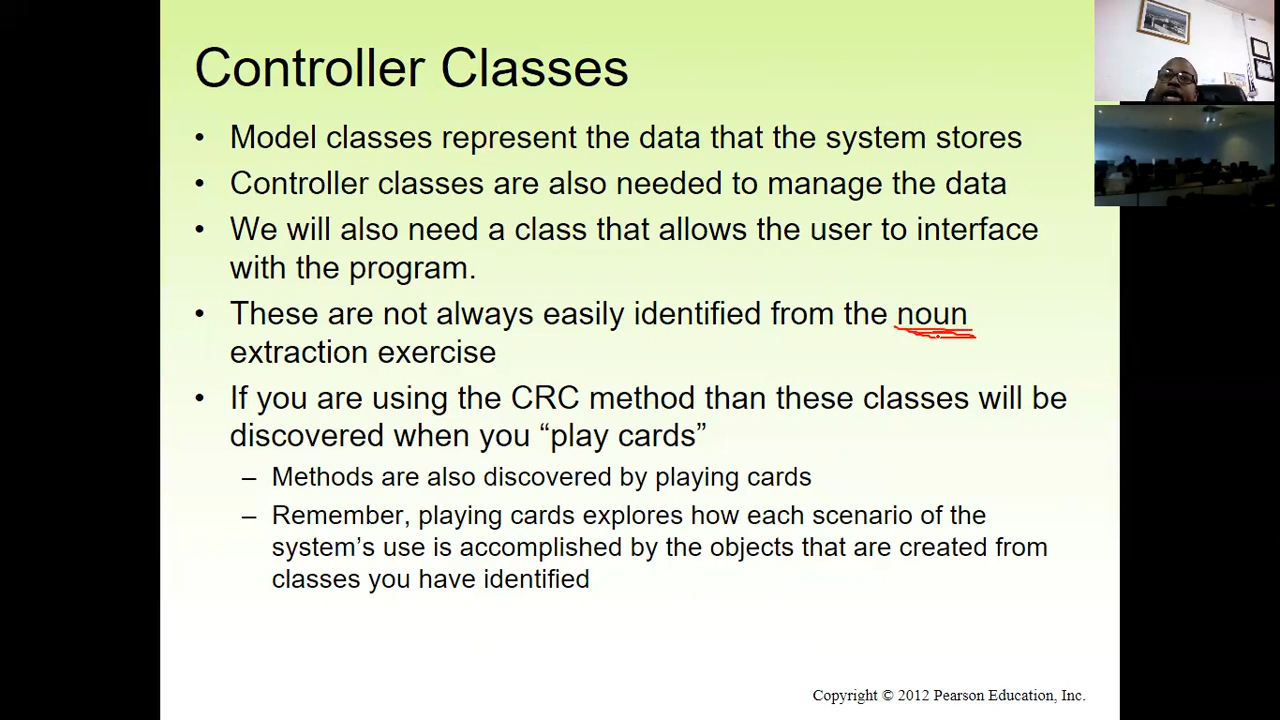 Controller Classes
• Model classes represent the data that the system stores
• Controller classes are also needed to manage the data
• We will also need a class that allows the user to interface
with the program.
• These are not always easily identified from the noun
extraction exercise
• If you are using the CRC method than these classes will be
discovered when you “play cards”
– Methods are also discovered by playing cards
– Remember, playing cards explores how each scenario of the
system’s use is accomplished by the objects that are created from
classes you have identified
Copyright © 2012 Pearson Education, Inc.